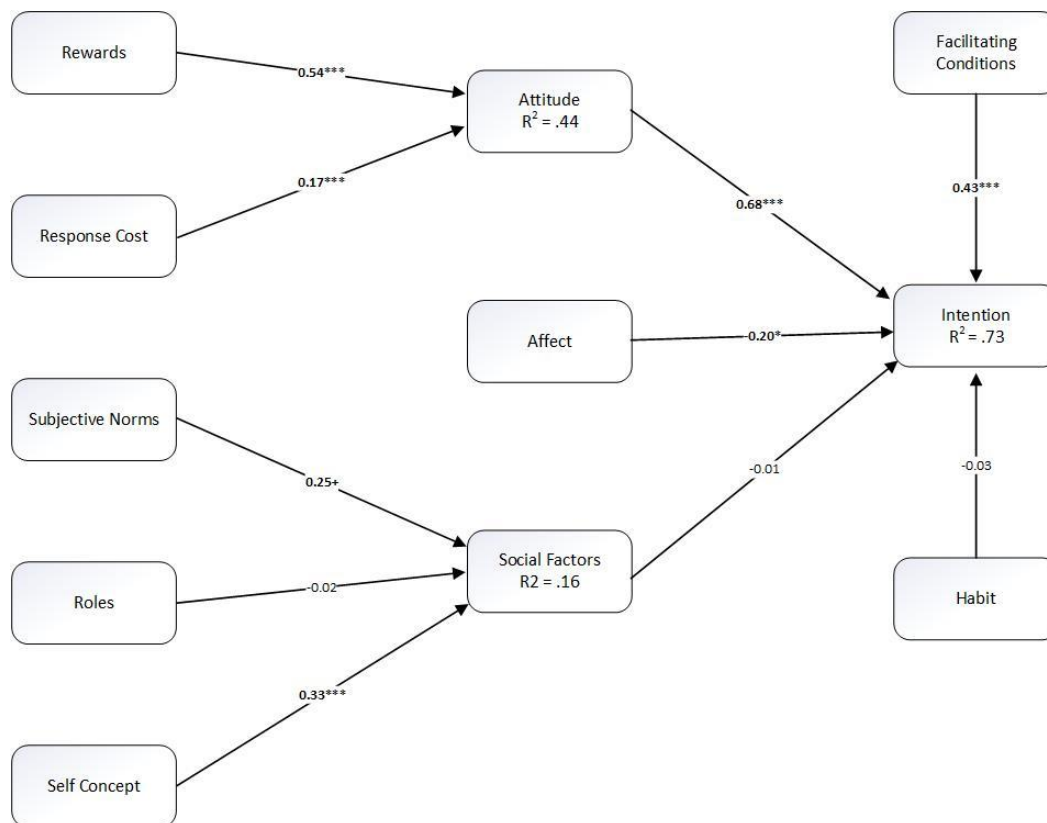 Rewards
Facilitating
Conditions
0.54***
Attitude
R² = .44
0.17***
Response Cost
0.68***
0.43***
Affect
-0.20*
Intention
R² = .73
Subjective Norms
0.25+
-0.01
-0.03
Social Factors
R2 = .16
Roles
-0.02
Habit
0.33***
Self Concept